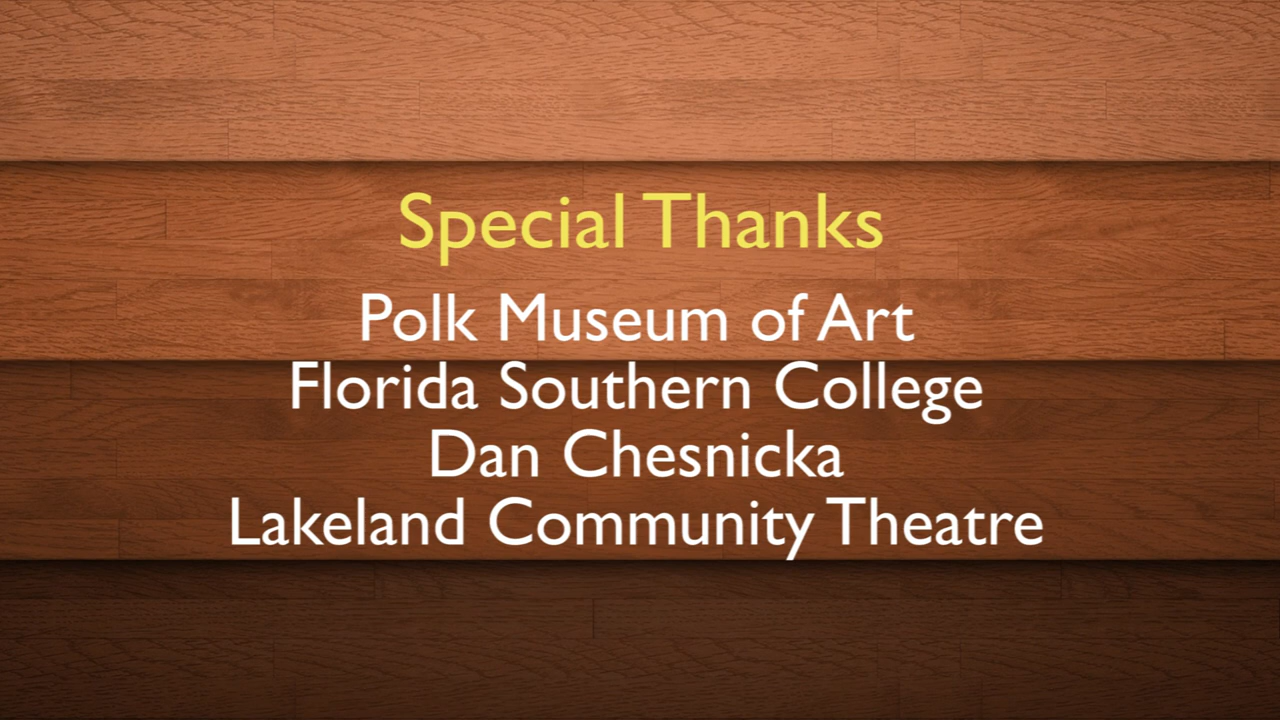 Special Thanks
Polk Museum of Art
Florida Southern College
Dan Chesnicka
Lakeland Community Theatre